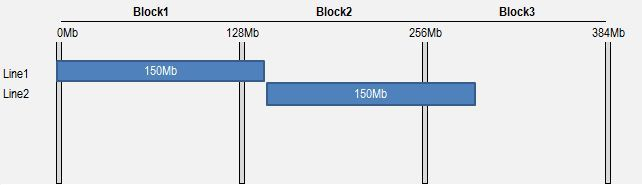 Block1 Block2 Block3
0Mb 128Mb 256Mb 384Mb
Line1 150Mb
Line2 150Mb